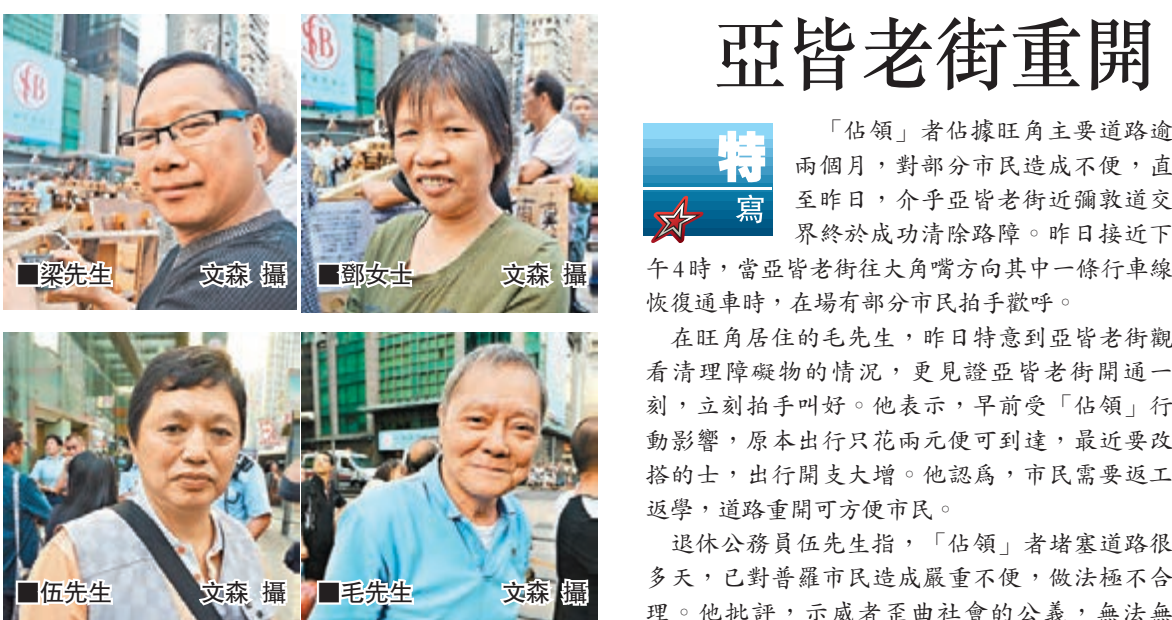 ■梁先生 文森 攝
■鄧女士 文森 攝
■伍先生 文森 攝
■毛先生 文森 攝
亞皆老街重開
特
寫
「佔領」者佔據旺角主要道路逾
兩個月，對部分市民造成不便，直
至昨日，介乎亞皆老街近彌敦道交
界終於成功清除路障。昨日接近下
午4時，當亞皆老街往大角嘴方向其中一條行車線
恢復通車時，在場有部分市民拍手歡呼。
在旺角居住的毛先生，昨日特意到亞皆老街觀
看清理障礙物的情況，更見證亞皆老街開通一
刻，立刻拍手叫好。他表示，早前受「佔領」行
動影響，原本出行只花兩元便可到達，最近要改
搭的士，出行開支大增。他認爲，市民需要返工
返學，道路重開可方便市民。
退休公務員伍先生指，「佔領」者堵塞道路很
多天，已對普羅市民造成嚴重不便，做法極不合
理。他批評，示威者歪曲社會的公義，無法無